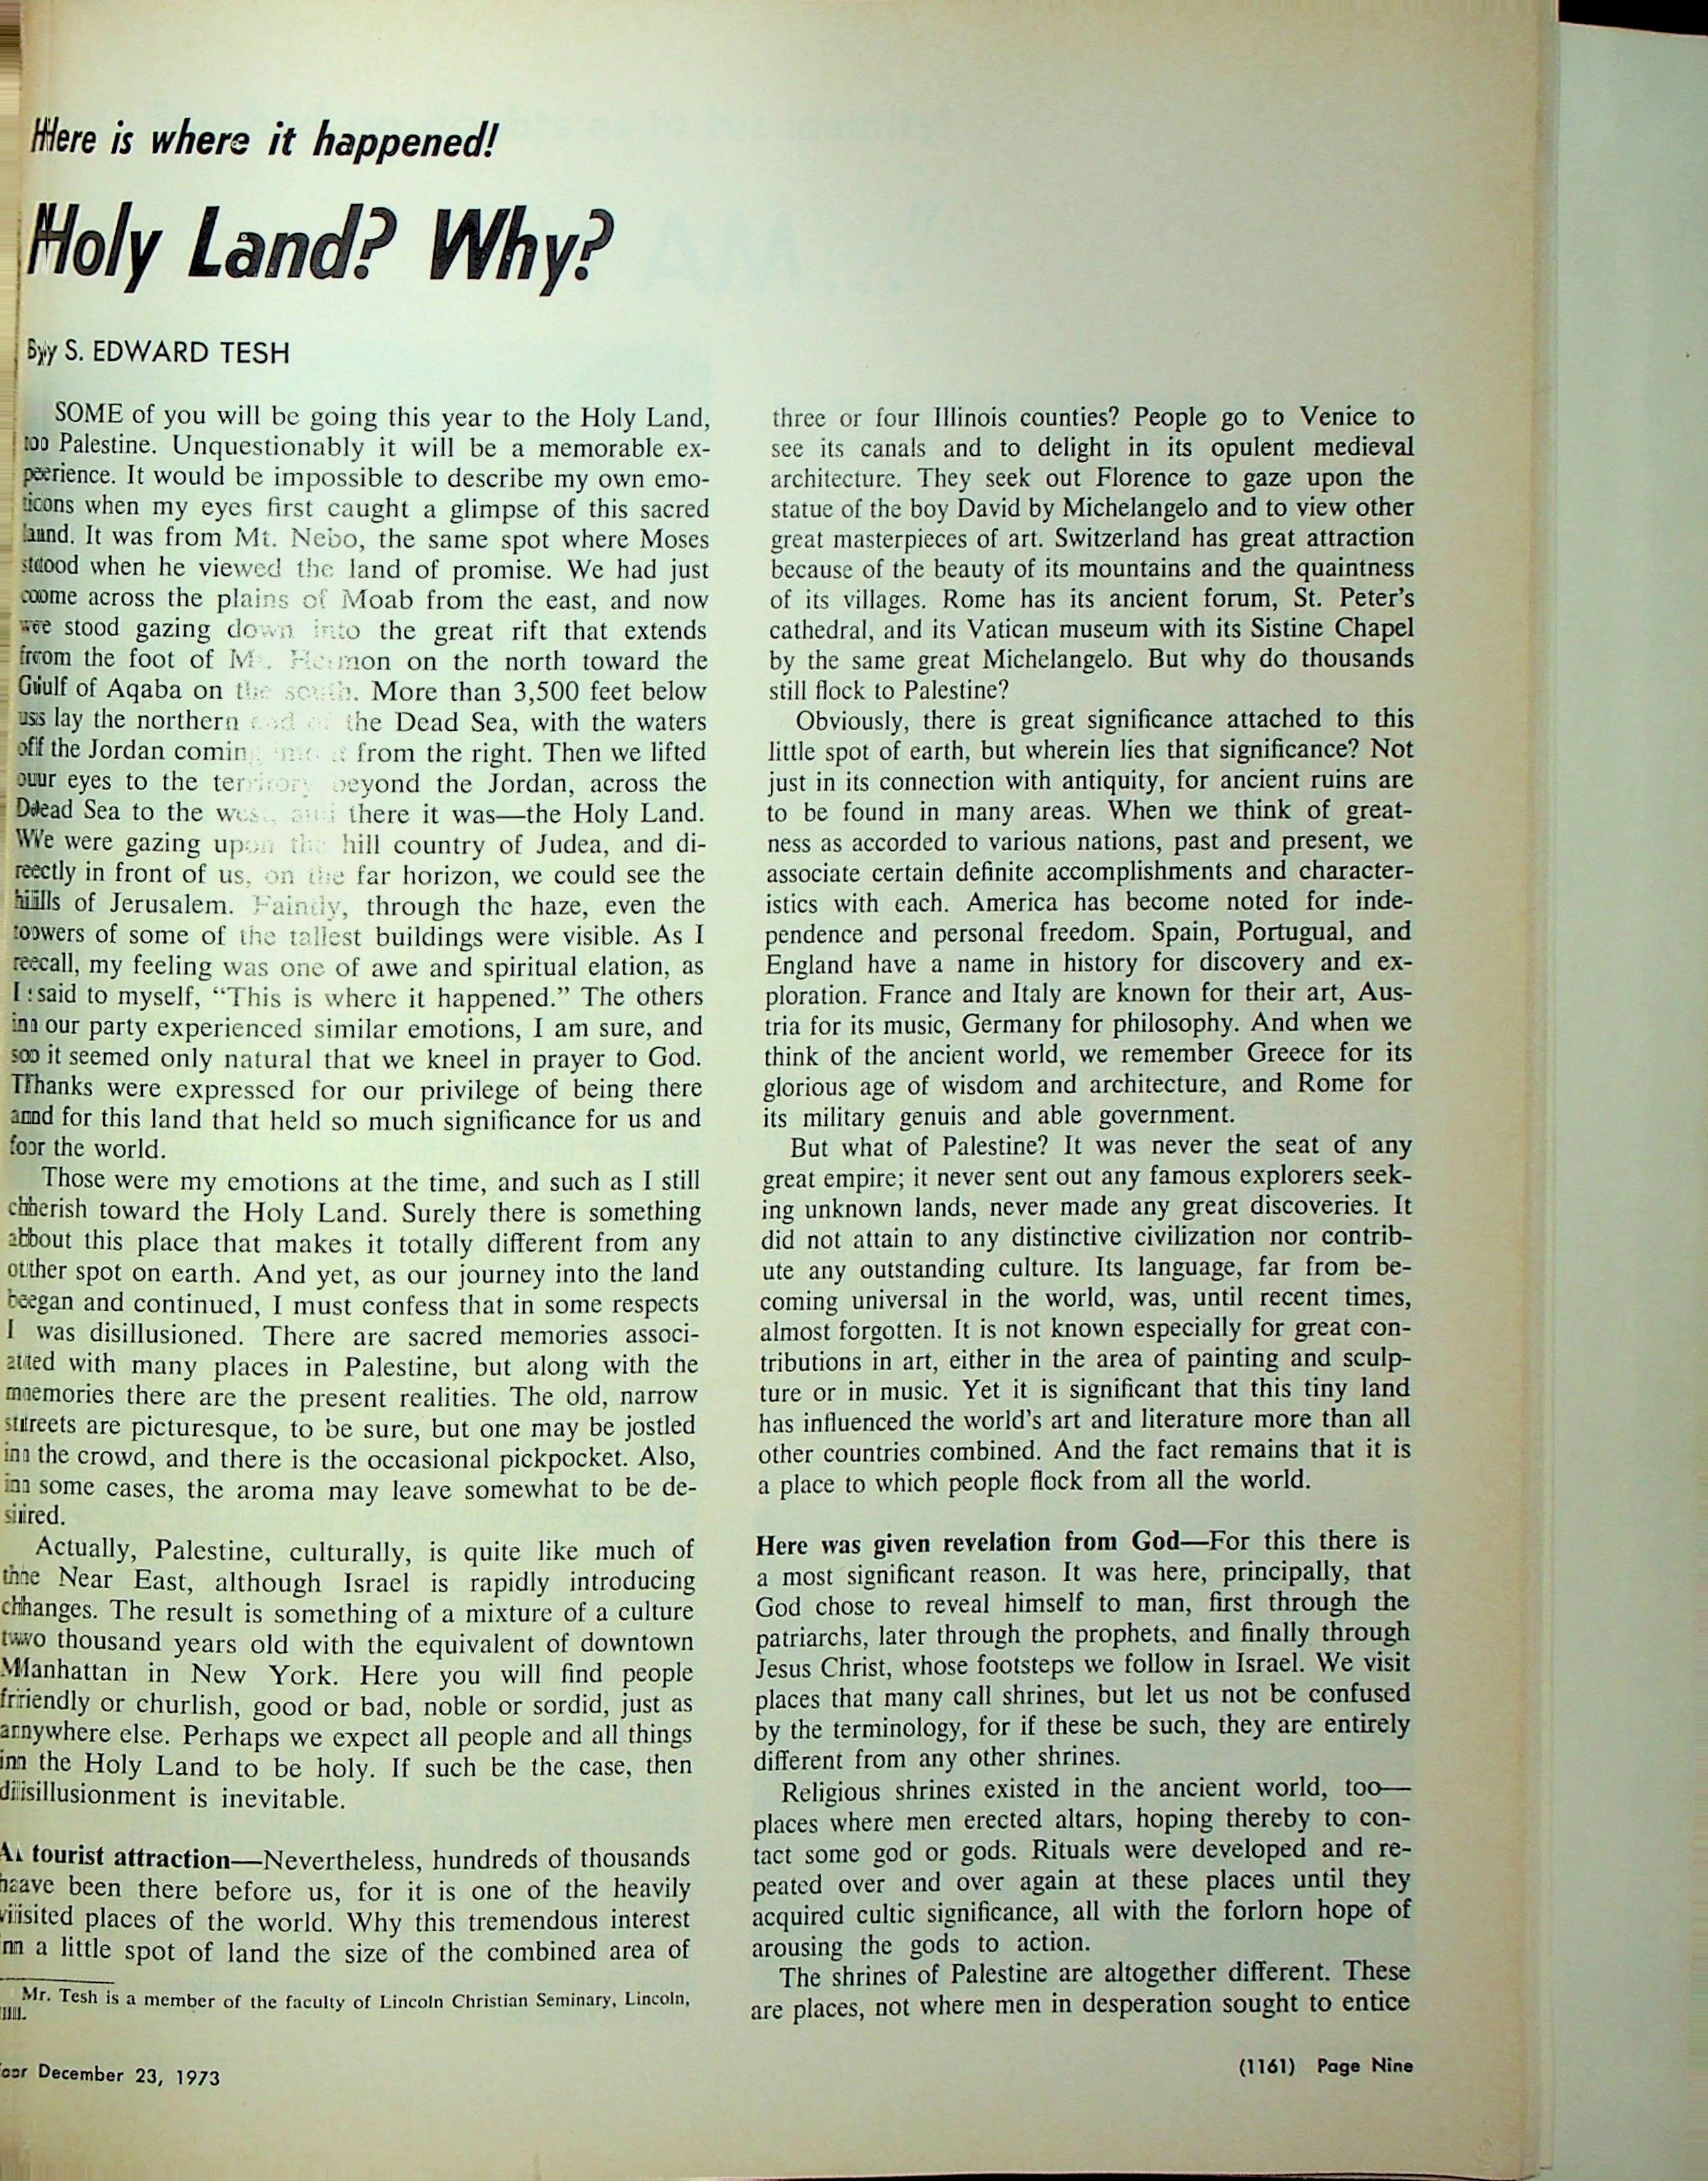 Here is where it happened!
Holy Land? Why?
By S. EDWARD TESH
SOME of you will be going this year to the Holy Land,
to Palestine. Unquestionably it will be a memorable ex-
perience. It would be impossible to describe my own emo-
tions when my eyes first caught a glimpse of this sacred
land. It was from Mt. Nebo, the same spot where Moses
stood when he viewed the land of promise. We had just
come across the plains of Moab from the east, and now
we stood gazing down into the great rift that extends
from the foot of Mt. Hermon on the north toward the
Gulf of Aqaba on the south. More than 3,500 feet below
us lay the northern end of the Dead Sea, with the waters
of the Jordan coming from the right. Then we lifted
our eyes to the territory beyond the Jordan, across the
Dead Sea to the west, and there it was—the Holy Land.
We were gazing upon the hill country of Judea, and di-
rectly in front of us, on the far horizon, we could see the
hills of Jerusalem. Faintly, through the haze, even the
towers of some of the tallest buildings were visible. As I
recall, my feeling was one of awe and spiritual elation, as
I said to myself, “This is where it happened.” The others
in our party experienced similar emotions, I am sure, and
so it seemed only natural that we kneel in prayer to God.
Thanks were expressed for our privilege of being there
and for this land that held so much significance for us and
for the world.
Those were my emotions at the time, and such as I still
cherish toward the Holy Land. Surely there is something
about this place that makes it totally different from any
other spot on earth. And yet, as our journey into the land
began and continued, I must confess that in some respects
I was disillusioned. There are sacred memories associ-
ated with many places in Palestine, but along with the
memories there are the present realities. The old, narrow
streets are picturesque, to be sure, but one may be jostled
in the crowd, and there is the occasional pickpocket. Also,
in some cases, the aroma may leave somewhat to be de-
sired.
Actually, Palestine, culturally, is quite like much of
the Near East, although Israel is rapidly introducing
changes. The result is something of a mixture of a culture
two thousand years old with the equivalent of downtown
Manhattan in New York. Here you will find people
friendly or churlish, good or bad, noble or sordid, just as
anywhere else. Perhaps we expect all people and all things
in the Holy Land to be holy. If such be the case, then
disillusionment is inevitable.
A tourist attraction—Nevertheless, hundreds of thousands
have been there before us, for it is one of the heavily
visited places of the world. Why this tremendous interest
in a little spot of land the size of the combined area of
Mr. Tesh is a member of the faculty of Lincoln Christian Seminary, Lincoln,
Ill.
three or four Illinois counties? People go to Venice to
see its canals and to delight in its opulent medieval
architecture. They seek out Florence to gaze upon the
statue of the boy David by Michelangelo and to view other
great masterpieces of art. Switzerland has great attraction
because of the beauty of its mountains and the quaintness
of its villages. Rome has its ancient forum, St. Peter’s
cathedral, and its Vatican museum with its Sistine Chapel
by the same great Michelangelo. But why do thousands
still flock to Palestine?
Obviously, there is great significance attached to this
little spot of earth, but wherein lies that significance? Not
just in its connection with antiquity, for ancient ruins are
to be found in many areas. When we think of great-
ness as accorded to various nations, past and present, we
associate certain definite accomplishments and character-
istics with each. America has become noted for inde-
pendence and personal freedom. Spain, Portugual, and
England have a name in history for discovery and ex-
ploration. France and Italy are known for their art, Aus-
tria for its music, Germany for philosophy. And when we
think of the ancient world, we remember Greece for its
glorious age of wisdom and architecture, and Rome for
its military genuis and able government.
But what of Palestine? It was never the seat of any
great empire; it never sent out any famous explorers seek-
ing unknown lands, never made any great discoveries. It
did not attain to any distinctive civilization nor contrib-
ute any outstanding culture. Its language, far from be-
coming universal in the world, was, until recent times,
almost forgotten. It is not known especially for great con-
tributions in art, either in the area of painting and sculp-
ture or in music. Yet it is significant that this tiny land
has influenced the world’s art and literature more than all
other countries combined. And the fact remains that it is
a place to which people flock from all the world.
Here was given revelation from God—For this there is
a most significant reason. It was here, principally, that
God chose to reveal himself to man, first through the
patriarchs, later through the prophets, and finally through
Jesus Christ, whose footsteps we follow in Israel. We visit
places that many call shrines, but let us not be confused
by the terminology, for if these be such, they are entirely
different from any other shrines.
Religious shrines existed in the ancient world, too—
places where men erected altars, hoping thereby to con-
tact some god or gods. Rituals were developed and re-
peated over and over again at these places until they
acquired cultic significance, all with the forlorn hope of
arousing the gods to action.
The shrines of Palestine are altogether different. These
are places, not where men in desperation sought to entice
for December 23, 1973
(1161) Page Nine